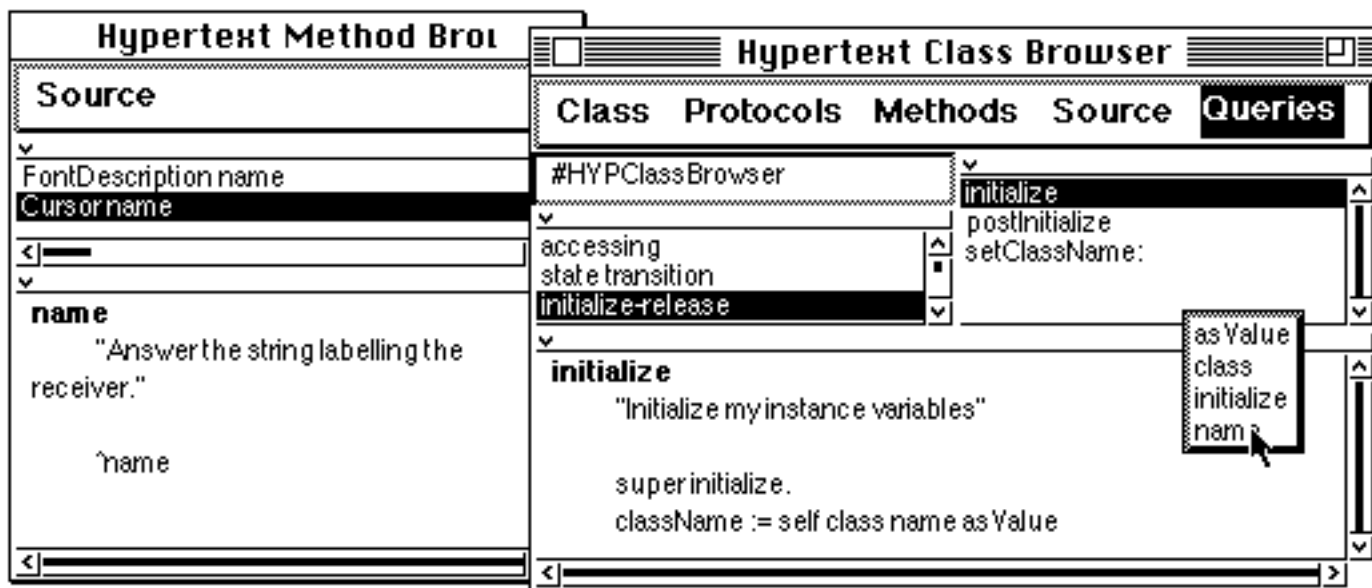 Hypertext Method Brou
Source
FontDescription name
Cursor name
name
"Answer the string labelling the
receiver."
^name
Hypertext Class Browser
Class Protocols Methods Source Queries
#HYPClassBrowser
accessing
state transition
initialize-release
initialize
postInitialize
setClassName:
asValue
class
initialize
name
initialize
"Initialize my instance variables"
super initialize.
className := self class name asValue